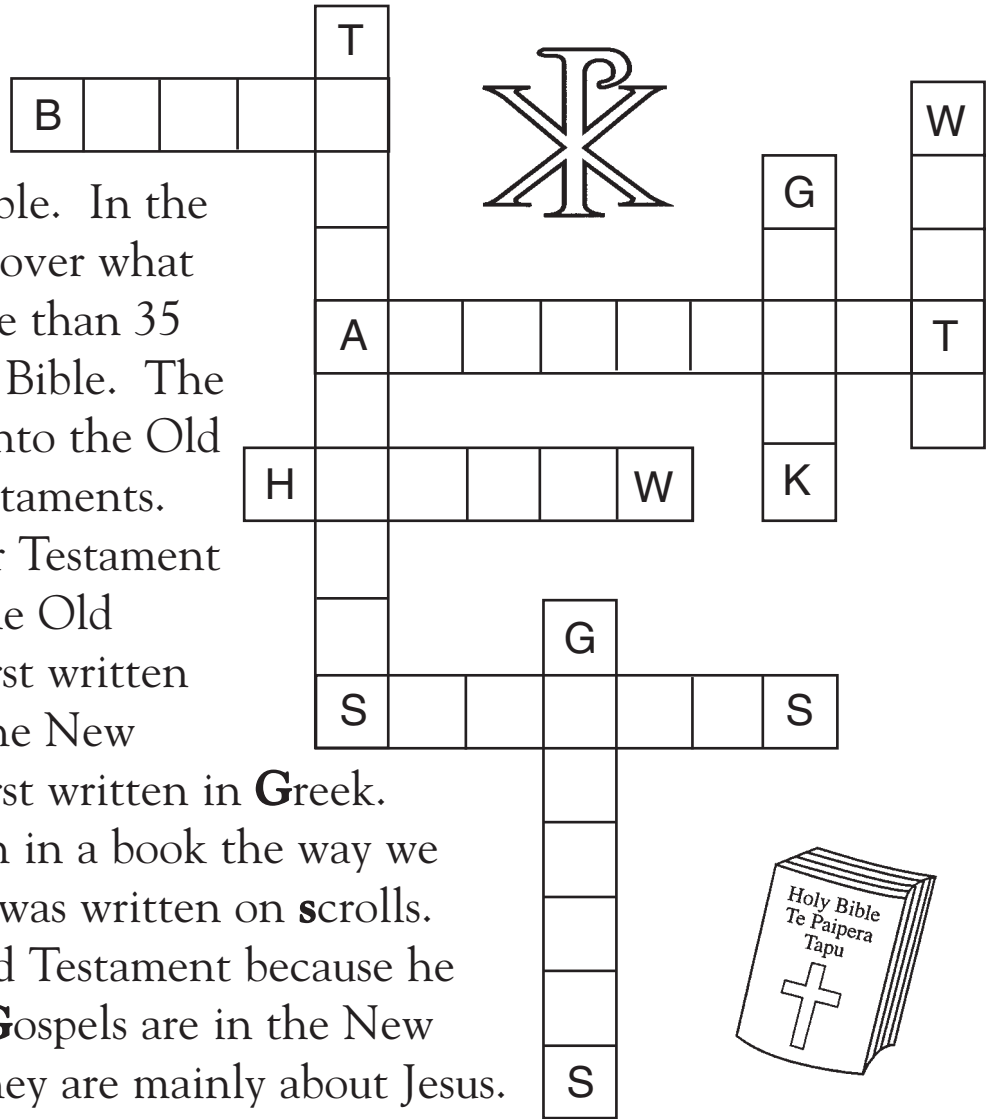 T
B
W
G
ble. In the
over what
e than 35
A T
Bible. The
nto the Old
H W K
taments.
r Testament
he Old
G
rst written
S S
he New
rst written in Greek.
n in a book the way we
was written on scrolls.
d Testament because he
Gospels are in the New
hey are mainly about Jesus.
S
Holy Bible
Te Paipera
Tapu